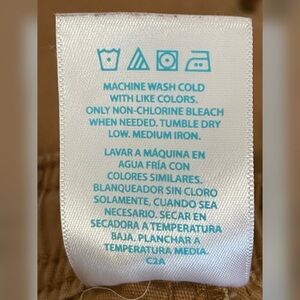 MACHINE WASH COLD
WITH LIKE COLORS.
ONLY NON-CHLORINE BLEACH
WHEN NEEDED. TUMBLE DRY
LOW. MEDIUM IRON.
LAVAR A MÁQUINA EN
AGUA FRÍA CON
COLORES SIMILARES.
BLANQUEADOR SIN CLORO
SOLAMENTE, CUANDO SEA
NECESARIO. SECAR EN
SECADORA A TEMPERATURA
BAJA. PLANCHAR A
TEMPERATURA MEDIA.
C2A